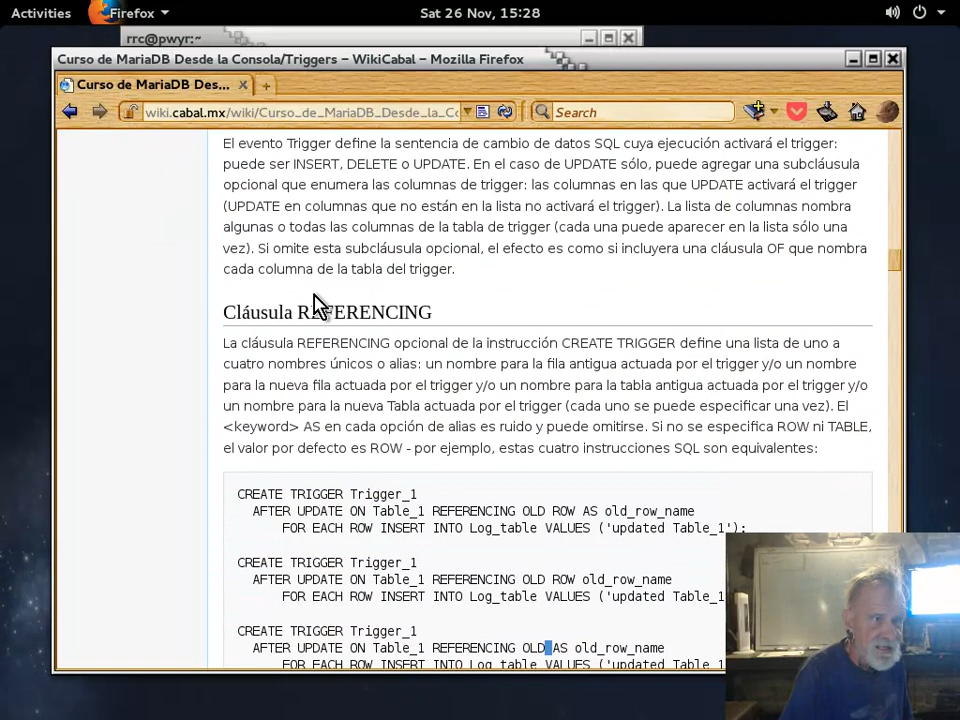 Activities Firefox Sat 26 Nov, 15:28
rrc@pwyr:~
Curso de MariaDB Desde la Consola/Triggers – WikiCabal – Mozilla Firefox
Curso de MariaDB Des...
wiki.cabal.mx/wiki/Curso_de_MariaDB_Desde_la_Co Search
El evento Trigger define la sentencia de cambio de datos SQL cuya ejecución activará el trigger:
puede ser INSERT, DELETE o UPDATE. En el caso de UPDATE sólo, puede agregar una subcláusula
opcional que enumera las columnas de trigger: las columnas en las que UPDATE activará el trigger
(UPDATE en columnas que no están en la lista no activará el trigger). La lista de columnas nombra
algunas o todas las columnas de la tabla de trigger (cada una puede aparecer en la lista sólo una
vez). Si omite esta subcláusula opcional, el efecto es como si incluyera una cláusula OF que nombra
cada columna de la tabla del trigger.
Cláusula REFERENCING
La cláusula REFERENCING opcional de la instrucción CREATE TRIGGER define una lista de uno a
cuatro nombres únicos o alias: un nombre para la fila antigua actuada por el trigger y/o un nombre
para la nueva fila actuada por el trigger y/o un nombre para la tabla antigua actuada por el trigger y/o
un nombre para la nueva Tabla actuada por el trigger (cada uno se puede especificar una vez). El
<keyword> AS en cada opción de alias es ruido y puede omitirse. Si no se especifica ROW ni TABLE,
el valor por defecto es ROW - por ejemplo, estas cuatro instrucciones SQL son equivalentes:
CREATE TRIGGER Trigger_1
AFTER UPDATE ON Table_1 REFERENCING OLD ROW AS old_row_name
FOR EACH ROW INSERT INTO Log_table VALUES ('updated Table_1');
CREATE TRIGGER Trigger_1
AFTER UPDATE ON Table_1 REFERENCING OLD ROW old_row_name
FOR EACH ROW INSERT INTO Log_table VALUES ('updated Table_1
CREATE TRIGGER Trigger_1
AFTER UPDATE ON Table_1 REFERENCING OLD AS old_row_name
FOR EACH ROW INSERT INTO Log_table VALUES ('updated Table_1